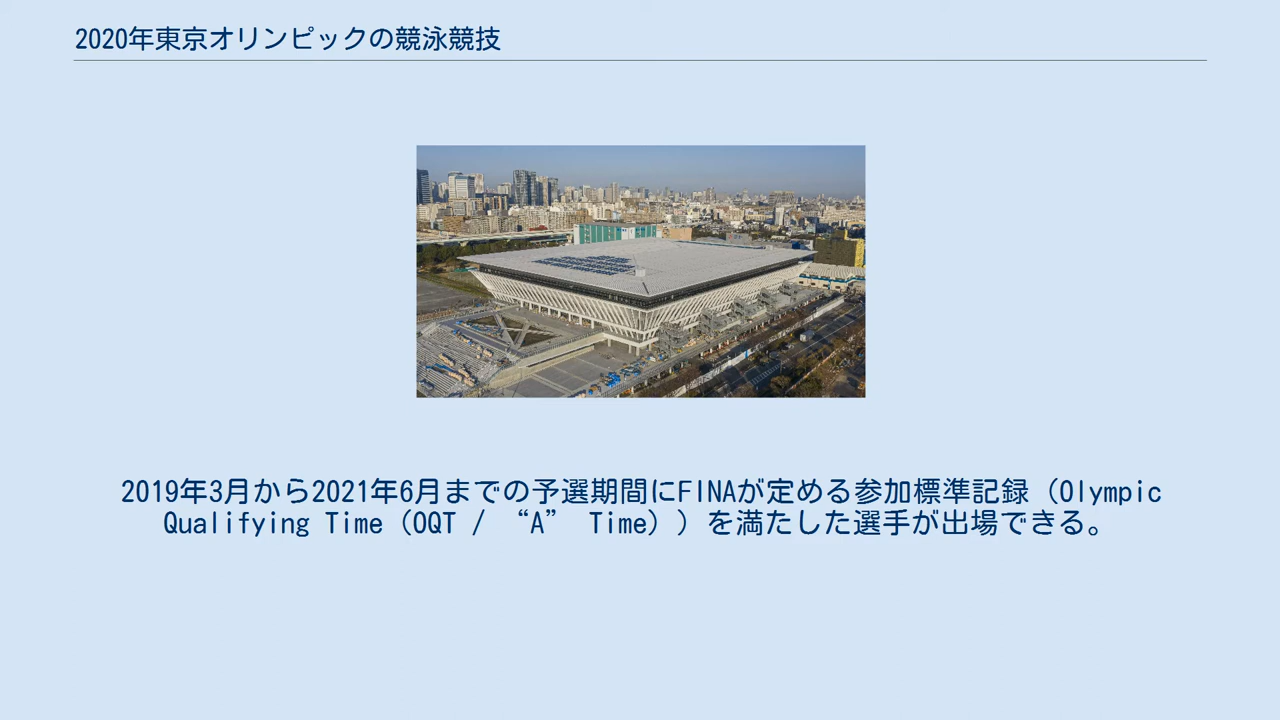 2020年東京オリンピックの競泳競技
2019年3月から2021年6月までの予選期間にFINAが定める参加標準記録（Olympic
Qualifying Time（OQT / “A” Time））を満たした選手が出場できる。